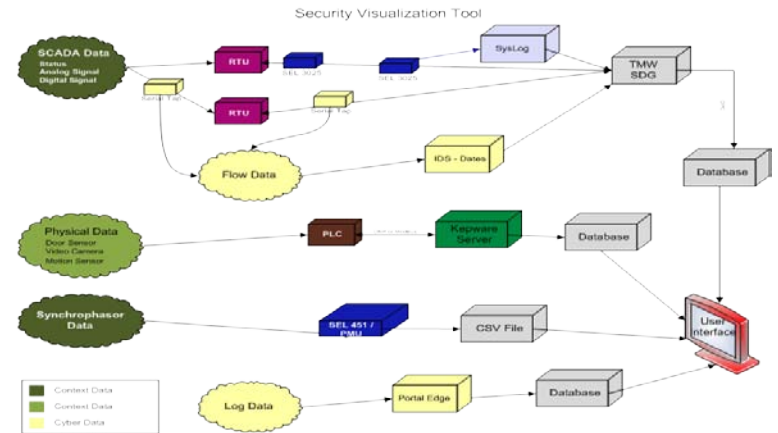 Security Visualization Tool
SCADA Data
Status
Analog Signal
Digital Signal
RTU
SEL 3025
SEL 3025
SysLog
TMW
SDG
Serial Tap
RTU
Serial Tap
Flow Data
IDS - Dates
Database
Physical Data
Door Sensor
Video Camera
Motion Sensor
PLC
Kepware
Server
Database
Synchrophasor
Data
SEL 451 /
PMU
CSV File
User
Interface
Log Data
Portal Edge
Database
Context Data
Context Data
Cyber Data